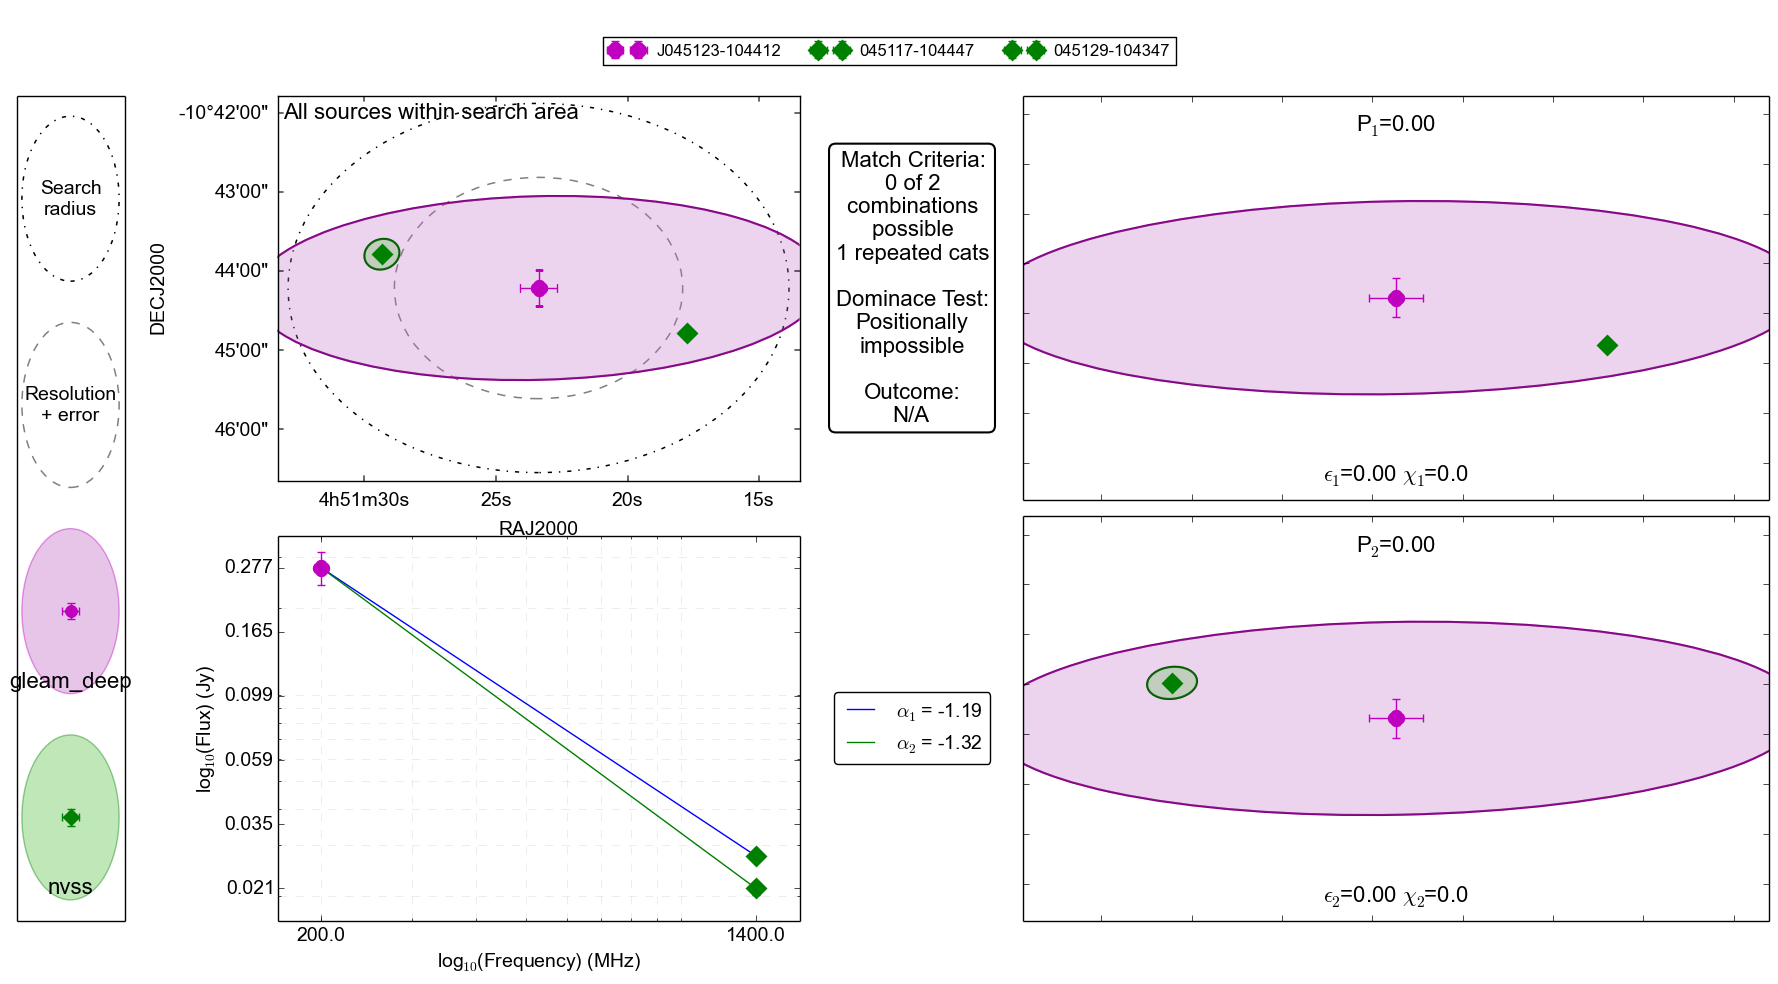 J045123-104412 045117-104447 045129-104347
Search
radius
Resolution
+ error
gleam_deep
nvss
All sources within search area
-10°42'00"
43'00"
44'00"
45'00"
46'00"
DECJ2000
4h51m30s 25s 20s 15s
RAJ2000
Match Criteria:
0 of 2
combinations
possible
1 repeated cats
Dominace Test:
Positionally
impossible
Outcome:
N/A
P₁=0.00
ϵ₁=0.00 χ₁=0.0
0.277
0.165
0.099
0.059
0.035
0.021
log₁₀(Flux) (Jy)
200.0 1400.0
log₁₀(Frequency) (MHz)
α₁ = -1.19
α₂ = -1.32
P₂=0.00
ϵ₂=0.00 χ₂=0.0